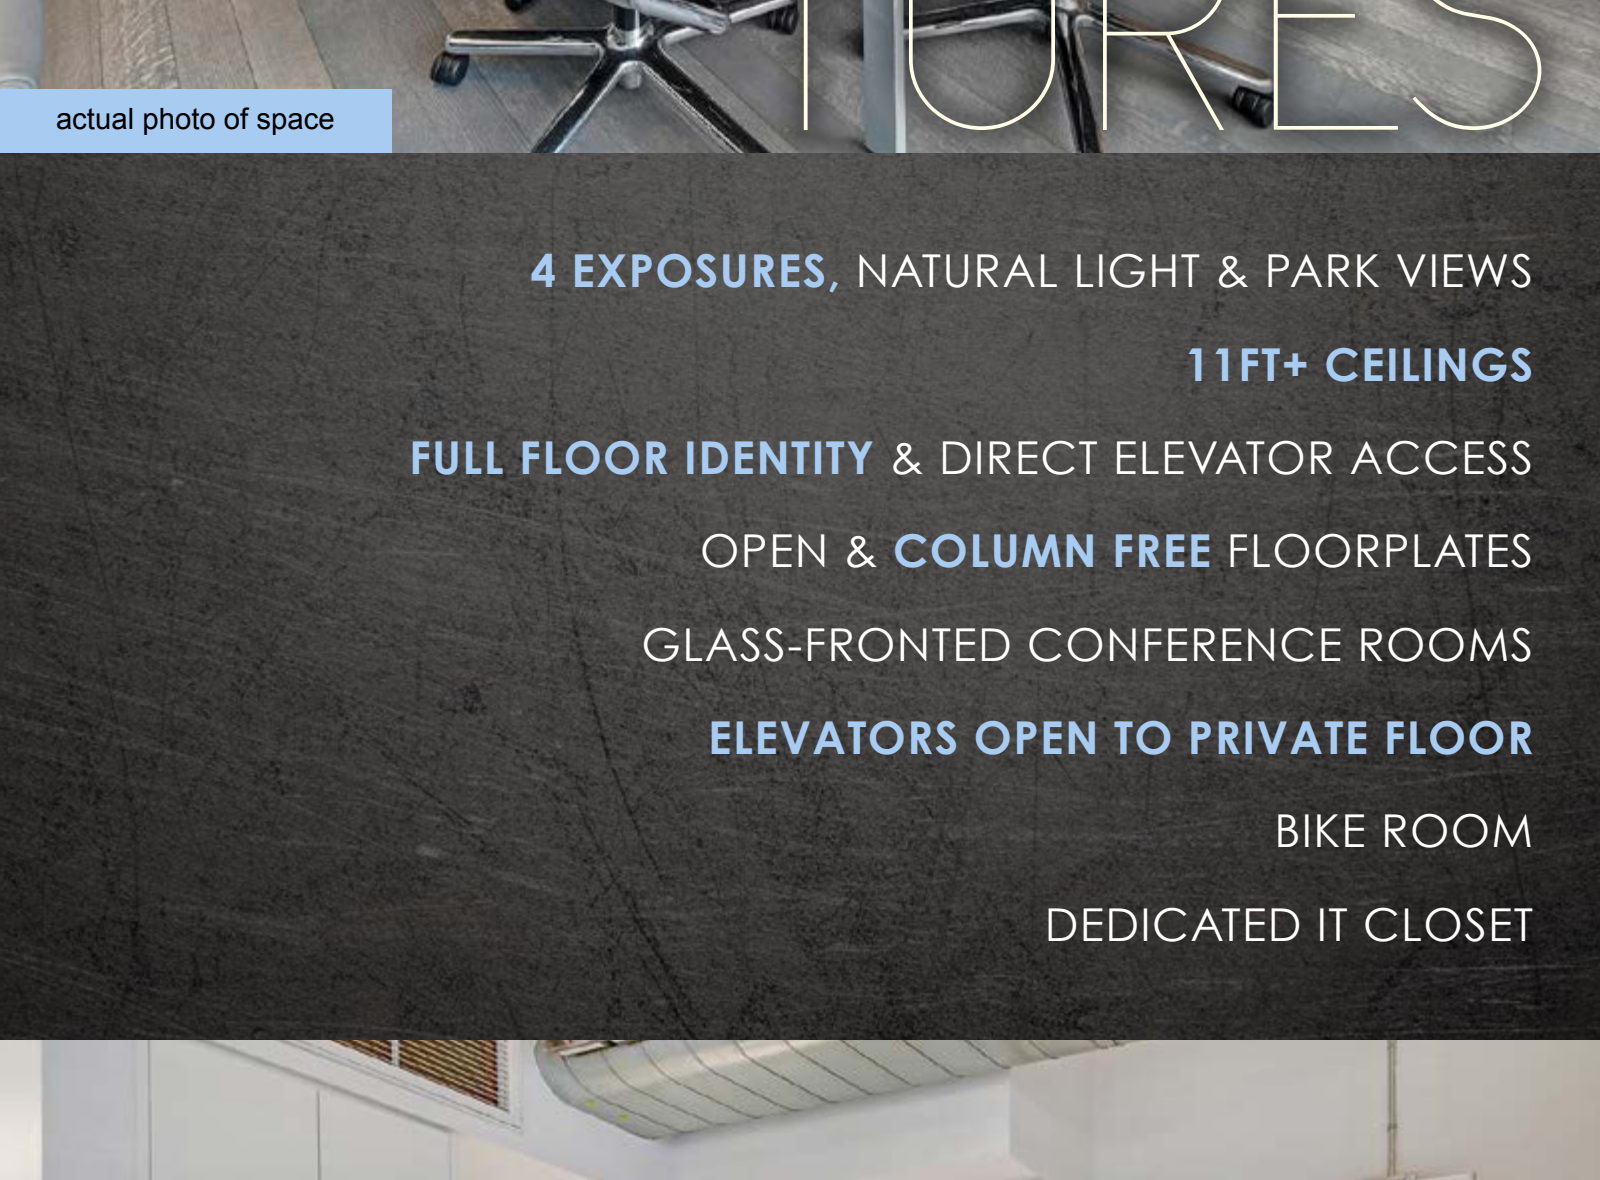 TURES
actual photo of space
4 EXPOSURES, NATURAL LIGHT & PARK VIEWS
11FT+ CEILINGS
FULL FLOOR IDENTITY & DIRECT ELEVATOR ACCESS
OPEN & COLUMN FREE FLOORPLATES
GLASS-FRONTED CONFERENCE ROOMS
ELEVATORS OPEN TO PRIVATE FLOOR
BIKE ROOM
DEDICATED IT CLOSET